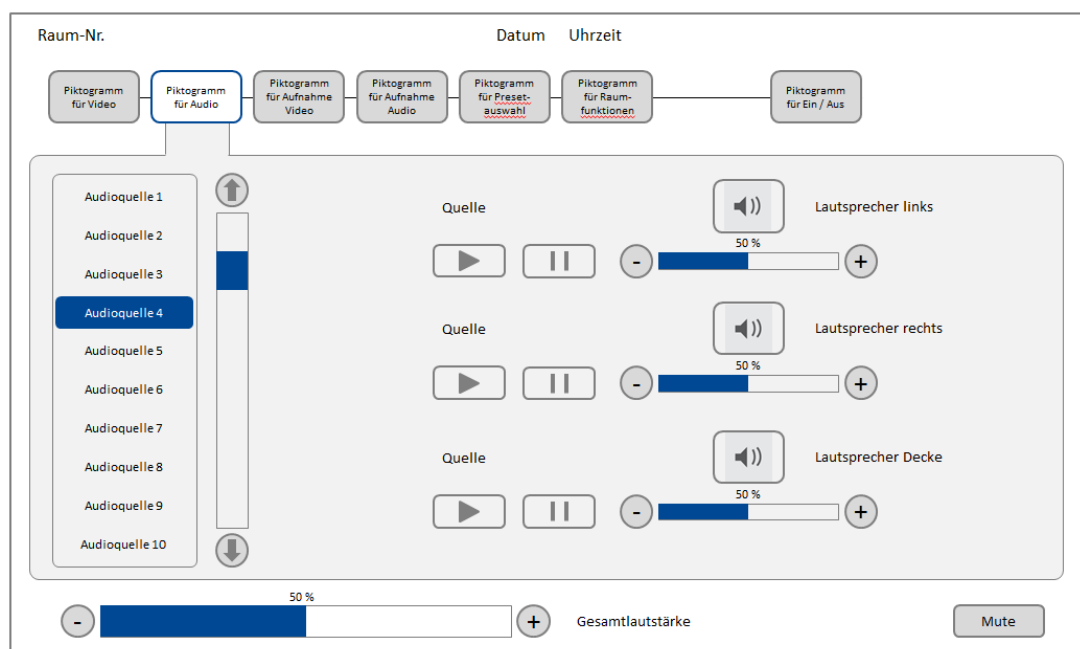 Raum-Nr.
Datum Uhrzeit
Piktogramm
für Video
Piktogramm
für Audio
Piktogramm
für Aufnahme
Video
Piktogramm
für Aufnahme
Audio
Piktogramm
für Preset-
auswahl
Piktogramm
für Raum-
funktionen
Piktogramm
für Ein / Aus
Audioquelle 1
Audioquelle 2
Audioquelle 3
Audioquelle 4
Audioquelle 5
Audioquelle 6
Audioquelle 7
Audioquelle 8
Audioquelle 9
Audioquelle 10
Quelle
Lautsprecher links
50 %
- +
Quelle
Lautsprecher rechts
50 %
- +
Quelle
Lautsprecher Decke
50 %
- +
50 %
- +
Gesamtlautstärke
Mute